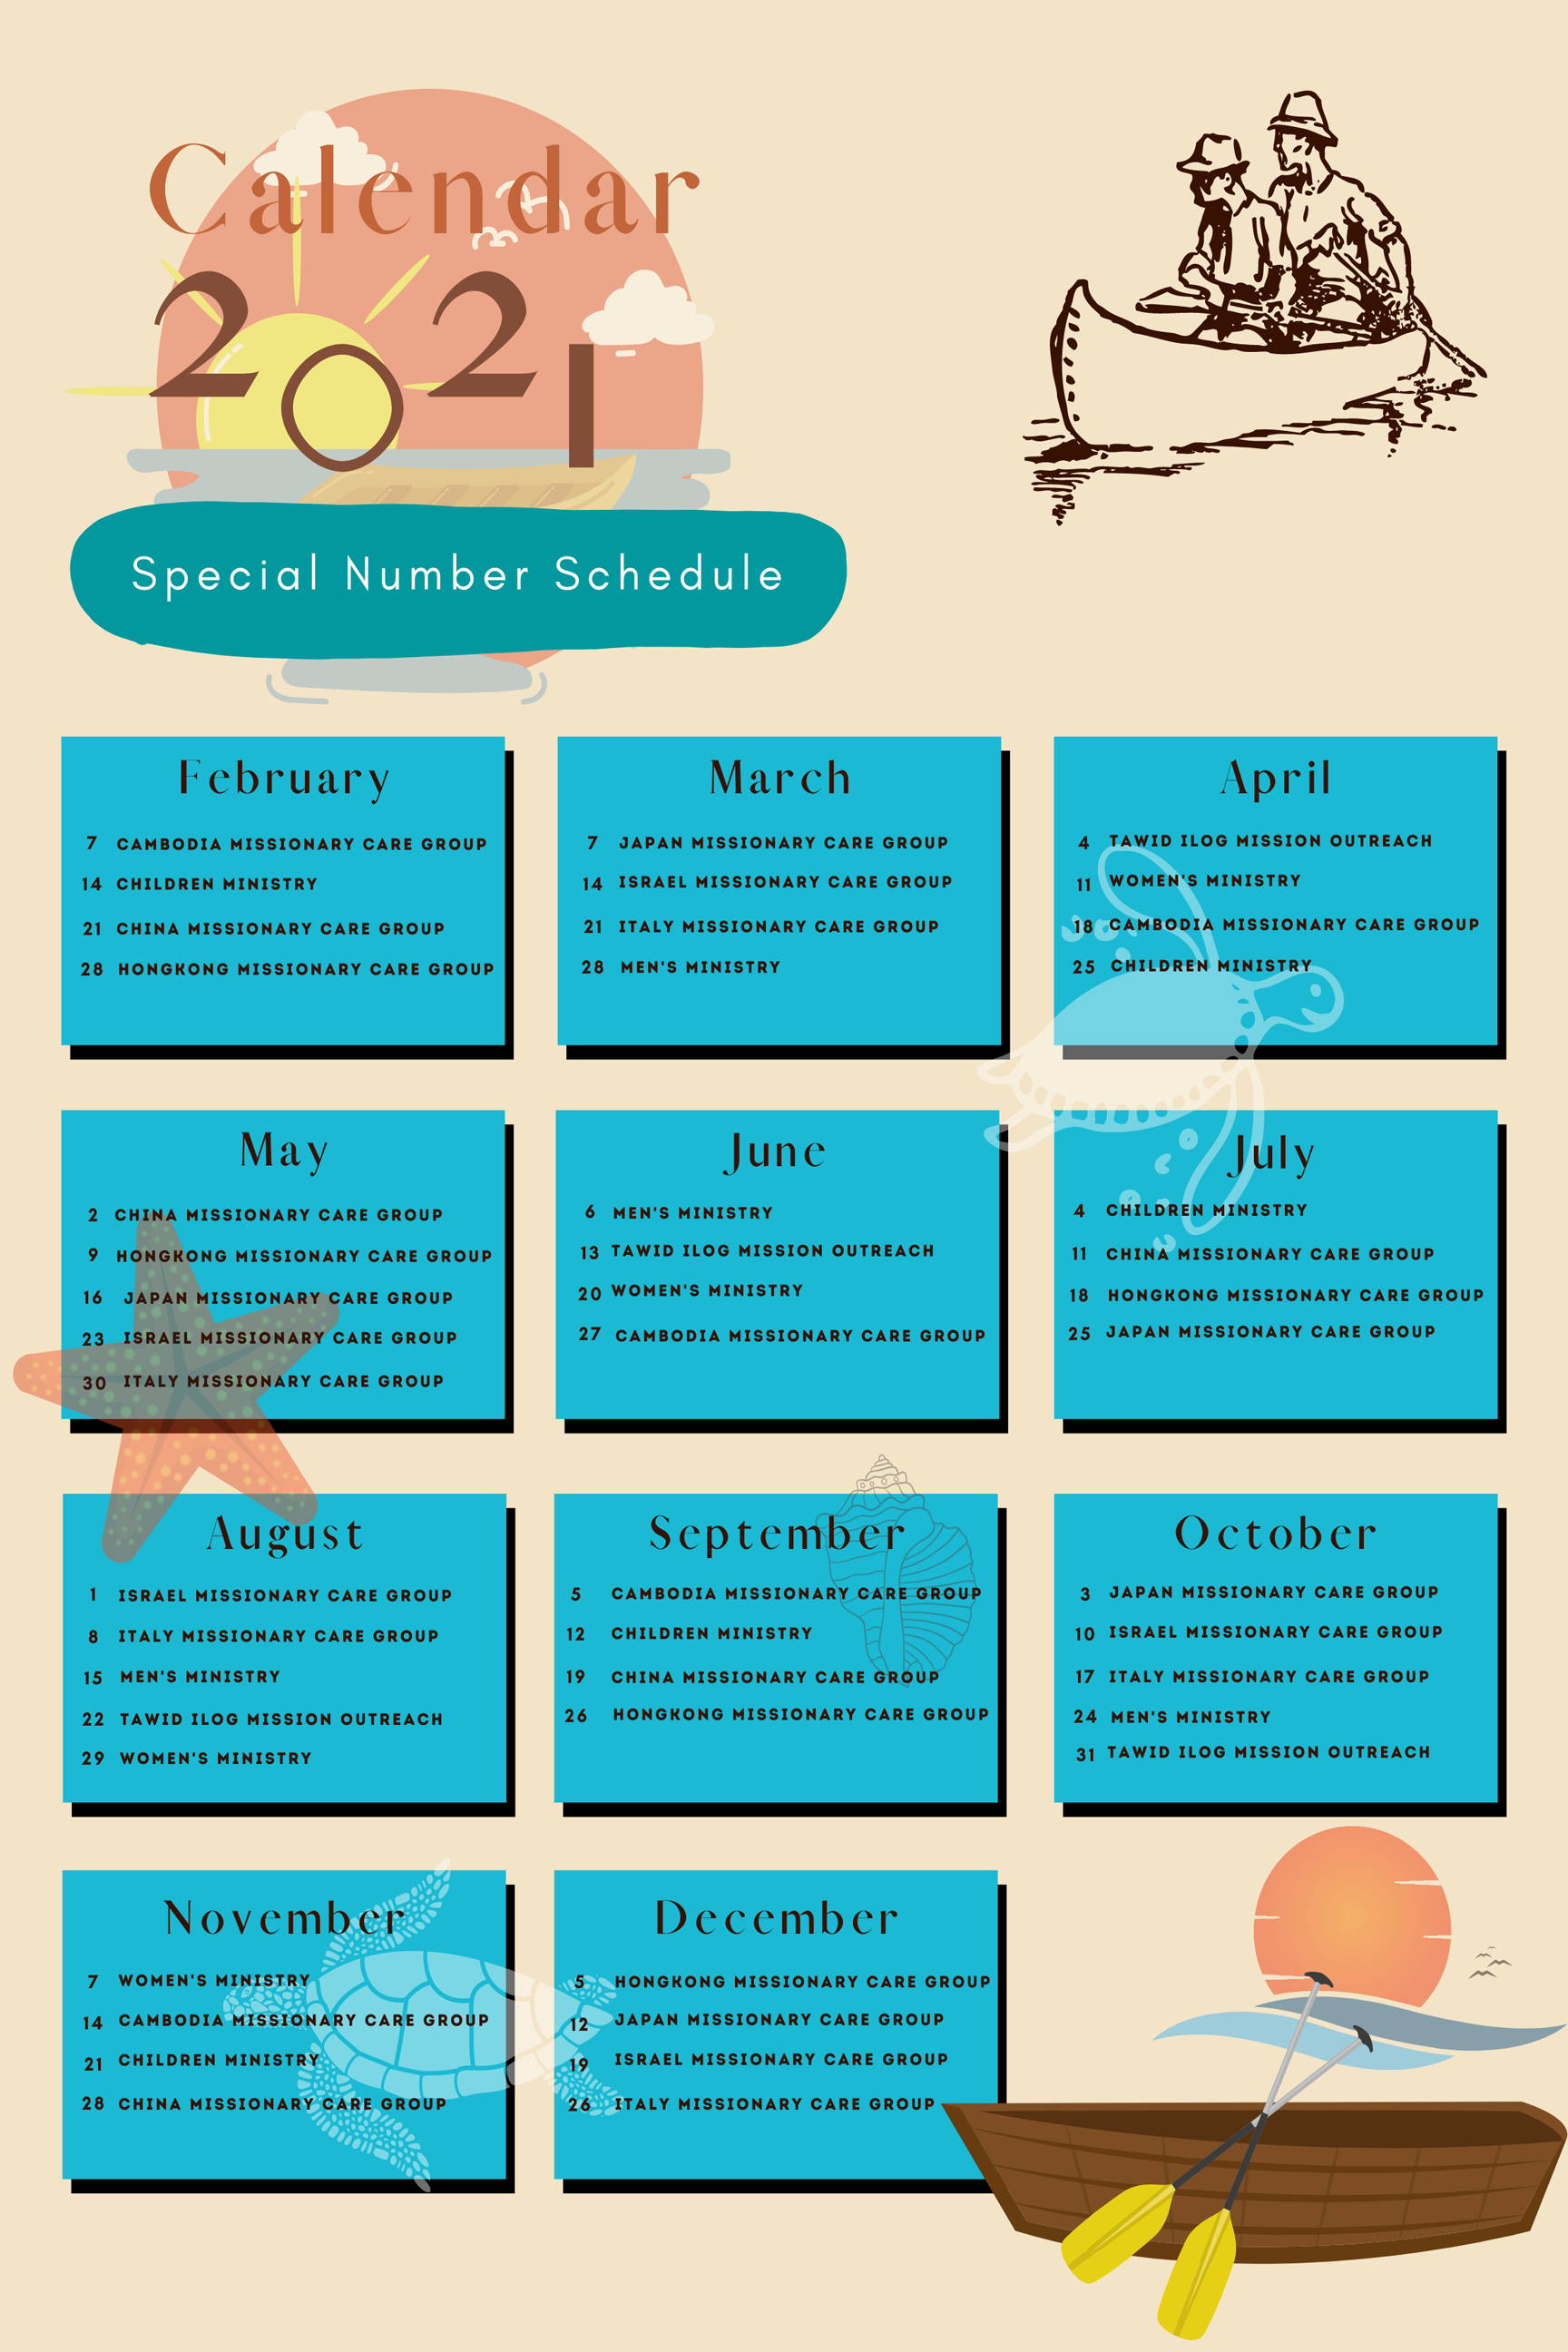 Calendar
2021
Special Number Schedule
February
7 CAMBODIA MISSIONARY CARE GROUP
14 CHILDREN MINISTRY
21 CHINA MISSIONARY CARE GROUP
28 HONGKONG MISSIONARY CARE GROUP
March
7 JAPAN MISSIONARY CARE GROUP
14 ISRAEL MISSIONARY CARE GROUP
21 ITALY MISSIONARY CARE GROUP
28 MEN'S MINISTRY
April
4 TAWID ILOG MISSION OUTREACH
11 WOMEN'S MINISTRY
18 CAMBODIA MISSIONARY CARE GROUP
25 CHILDREN MINISTRY
May
2 CHINA MISSIONARY CARE GROUP
9 HONGKONG MISSIONARY CARE GROUP
16 JAPAN MISSIONARY CARE GROUP
23 ISRAEL MISSIONARY CARE GROUP
30 ITALY MISSIONARY CARE GROUP
June
6 MEN'S MINISTRY
13 TAWID ILOG MISSION OUTREACH
20 WOMEN'S MINISTRY
27 CAMBODIA MISSIONARY CARE GROUP
July
4 CHILDREN MINISTRY
11 CHINA MISSIONARY CARE GROUP
18 HONGKONG MISSIONARY CARE GROUP
25 JAPAN MISSIONARY CARE GROUP
August
1 ISRAEL MISSIONARY CARE GROUP
8 ITALY MISSIONARY CARE GROUP
15 MEN'S MINISTRY
22 TAWID ILOG MISSION OUTREACH
29 WOMEN'S MINISTRY
September
5 CAMBODIA MISSIONARY CARE GROUP
12 CHILDREN MINISTRY
19 CHINA MISSIONARY CARE GROUP
26 HONGKONG MISSIONARY CARE GROUP
October
3 JAPAN MISSIONARY CARE GROUP
10 ISRAEL MISSIONARY CARE GROUP
17 ITALY MISSIONARY CARE GROUP
24 MEN'S MINISTRY
31 TAWID ILOG MISSION OUTREACH
November
7 WOMEN'S MINISTRY
14 CAMBODIA MISSIONARY CARE GROUP
21 CHILDREN MINISTRY
28 CHINA MISSIONARY CARE GROUP
December
5 HONGKONG MISSIONARY CARE GROUP
12 JAPAN MISSIONARY CARE GROUP
19 ISRAEL MISSIONARY CARE GROUP
26 ITALY MISSIONARY CARE GROUP